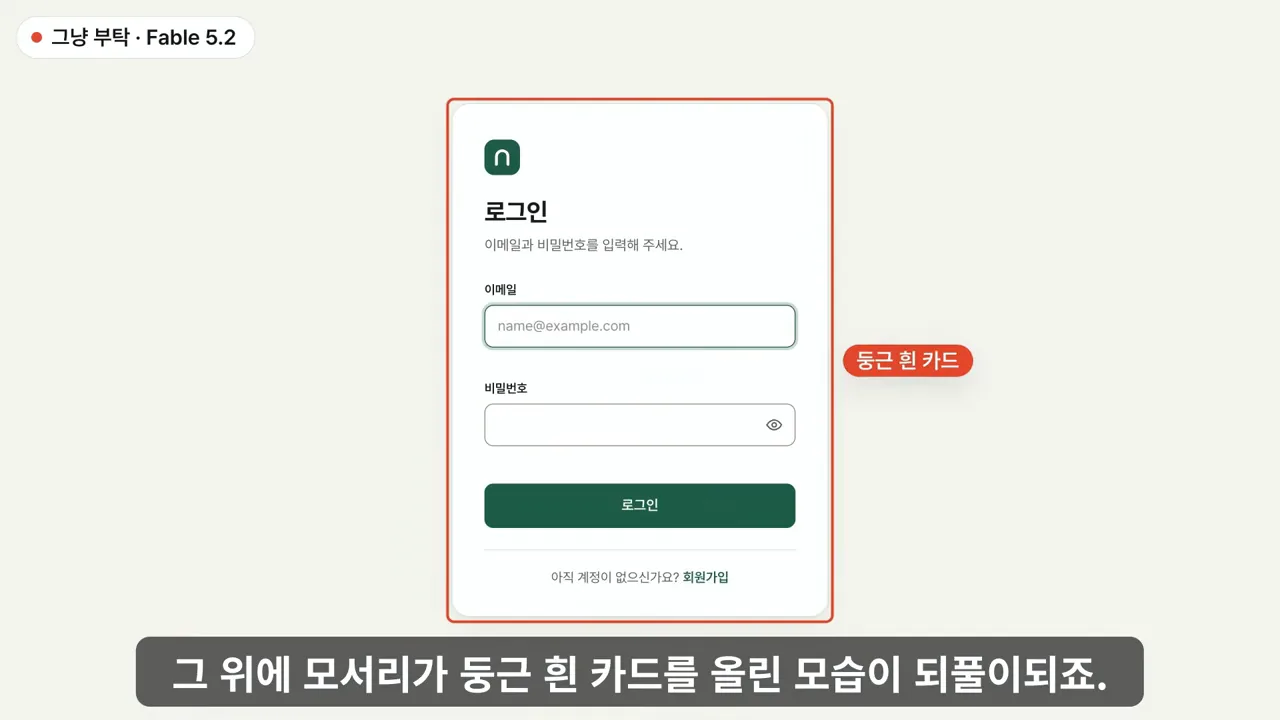 그냥 부탁 · Fable 5.2
로그인
이메일과 비밀번호를 입력해 주세요.
이메일
name@example.com
둥근 흰 카드
비밀번호
로그인
아직 계정이 없으신가요? 회원가입
그 위에 모서리가 둥근 흰 카드를 올린 모습이 되풀이되죠.